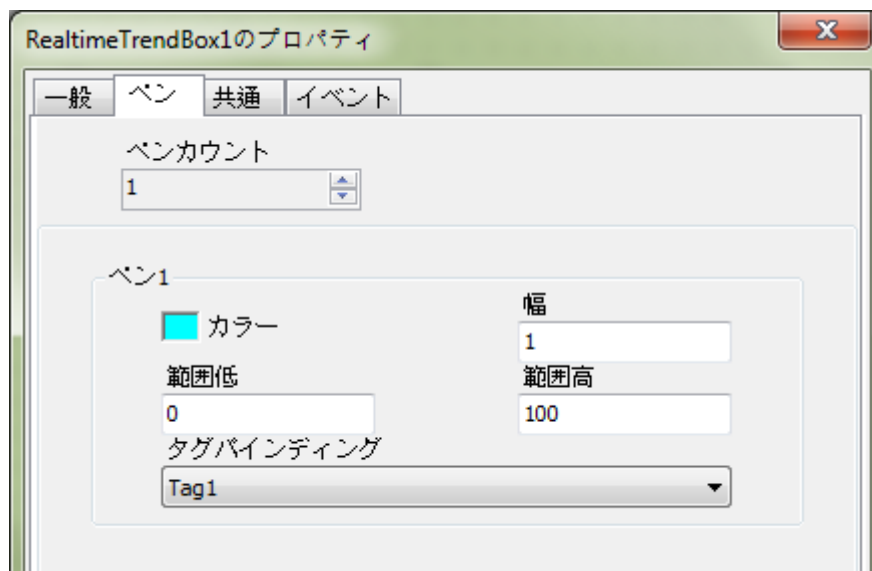 RealtimeTrendBox1のプロパティ
一般 ペン 共通 イベント
ペンカウント
1
ペン1
カラー
幅
1
範囲低
範囲高
0
100
タグバインディング
Tag1